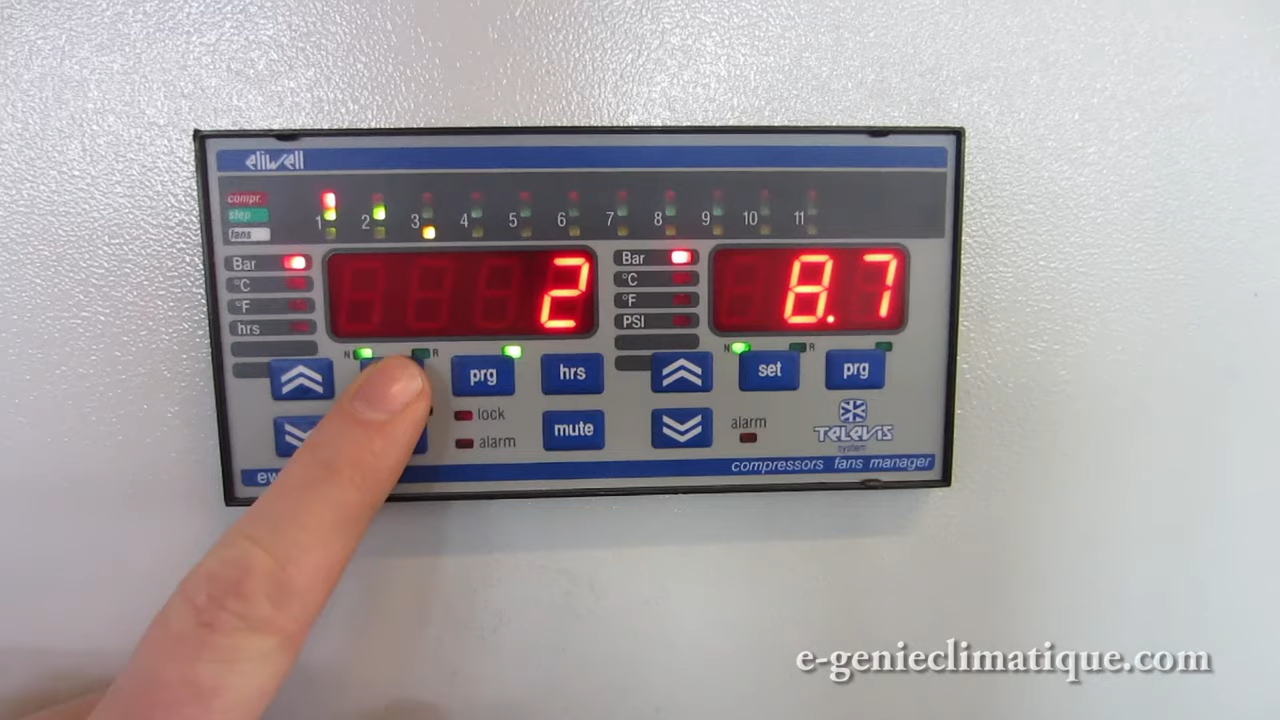 eliwell
compr.
step
fans
1 2 3 4 5 6 7 8 9 10 11
Bar
°C
°F
hrs
2
Bar
°C
°F
PSI
8.7
N R
prg
hrs
N R
set
prg
lock
alarm
mute
alarm
TELEVIS
system
ew
compressors fans manager
e-genieclimatique.com